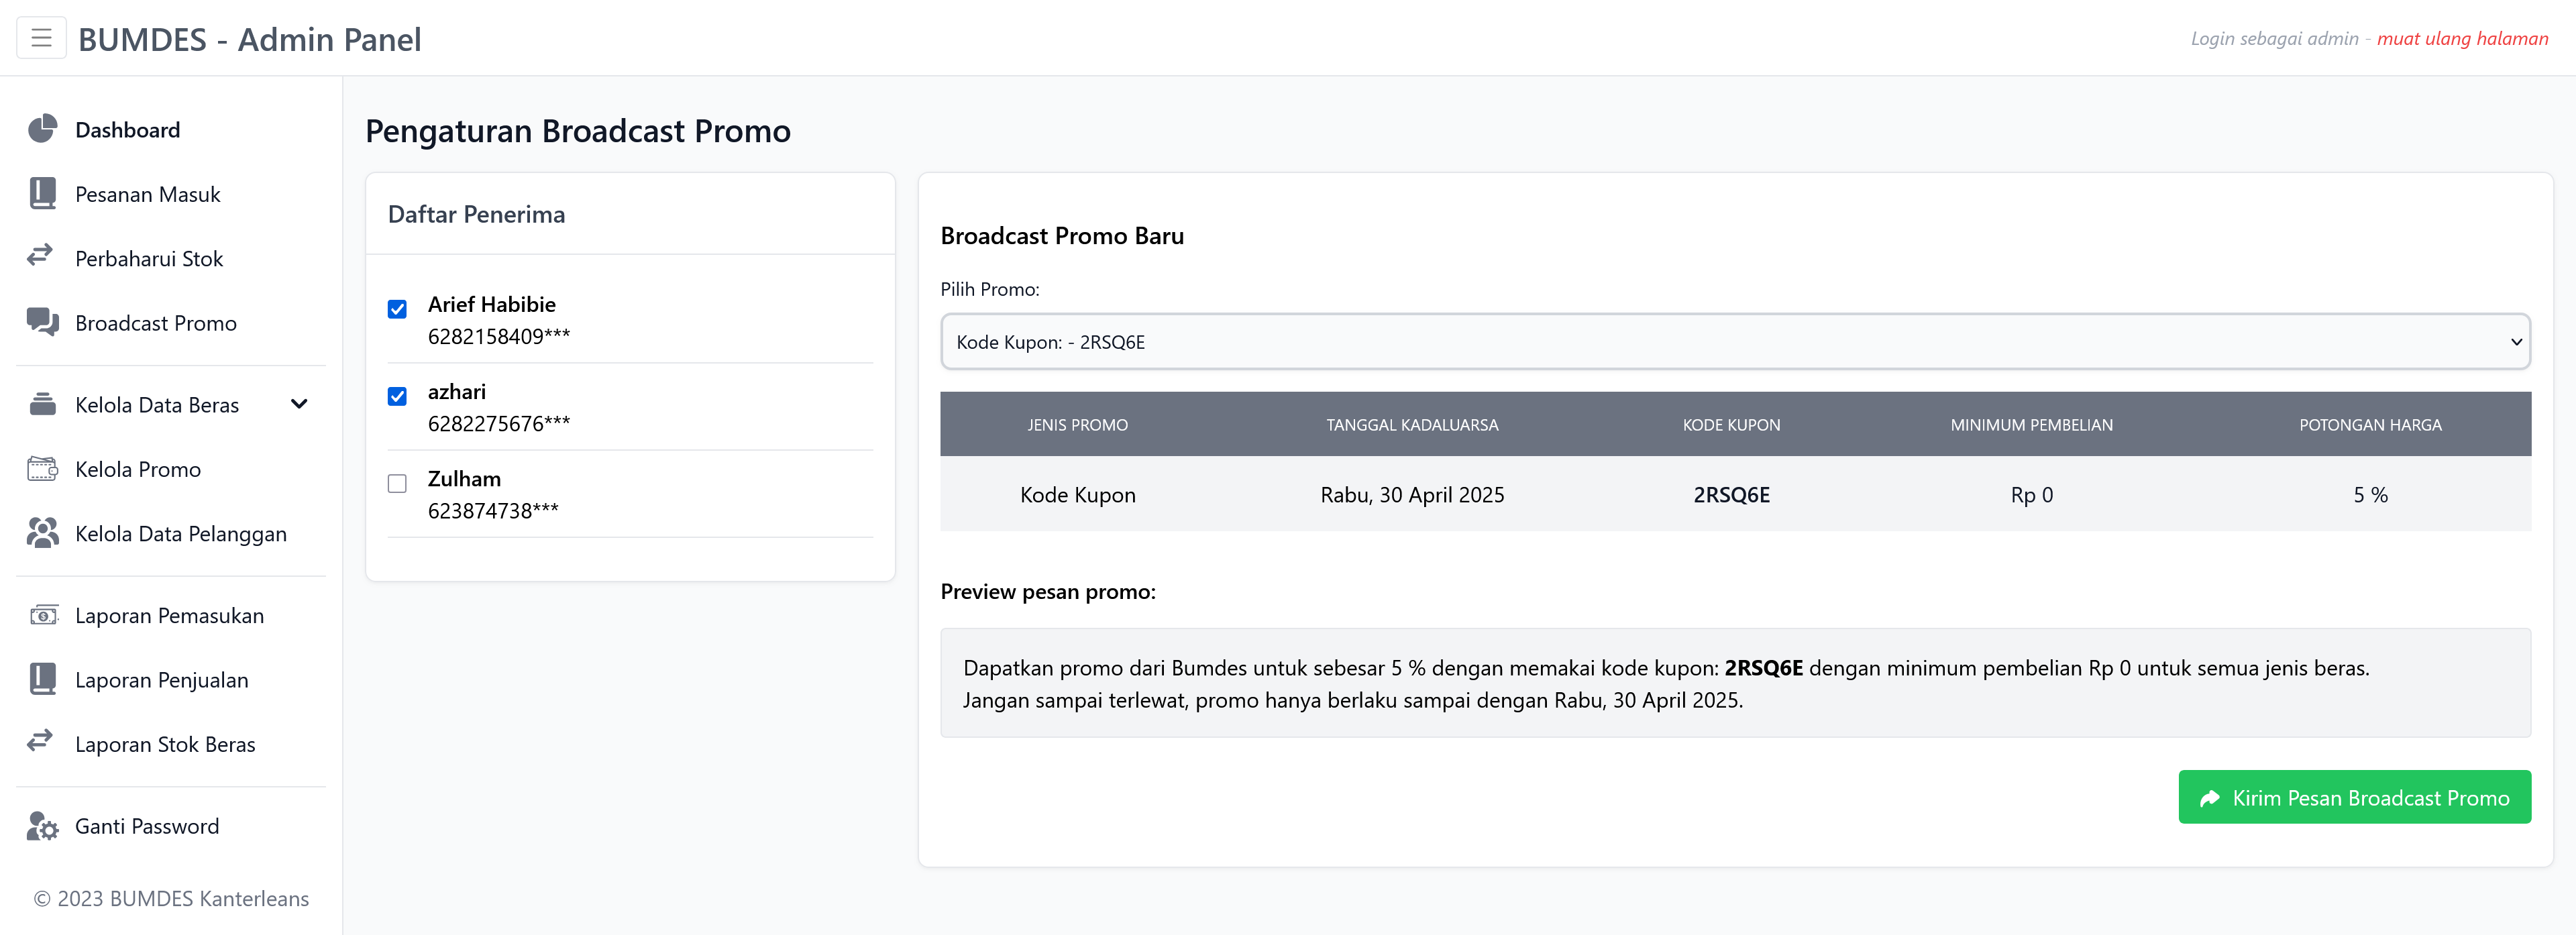 BUMDES - Admin Panel
Login sebagai admin - muat ulang halaman
Dashboard
Pesanan Masuk
Perbaharui Stok
Broadcast Promo
Kelola Data Beras
Kelola Promo
Kelola Data Pelanggan
Laporan Pemasukan
Laporan Penjualan
Laporan Stok Beras
Ganti Password
© 2023 BUMDES Kanterleans
Pengaturan Broadcast Promo
Daftar Penerima
Arief Habibie
6282158409***
azhari
6282275676***
Zulham
623874738***
Broadcast Promo Baru
Pilih Promo:
Kode Kupon: - 2RSQ6E
JENIS PROMO TANGGAL KADALUARSA KODE KUPON MINIMUM PEMBELIAN POTONGAN HARGA
Kode Kupon Rabu, 30 April 2025 2RSQ6E Rp 0 5 %
Preview pesan promo:
Dapatkan promo dari Bumdes untuk sebesar 5 % dengan memakai kode kupon: 2RSQ6E dengan minimum pembelian Rp 0 untuk semua jenis beras.
Jangan sampai terlewat, promo hanya berlaku sampai dengan Rabu, 30 April 2025.
Kirim Pesan Broadcast Promo